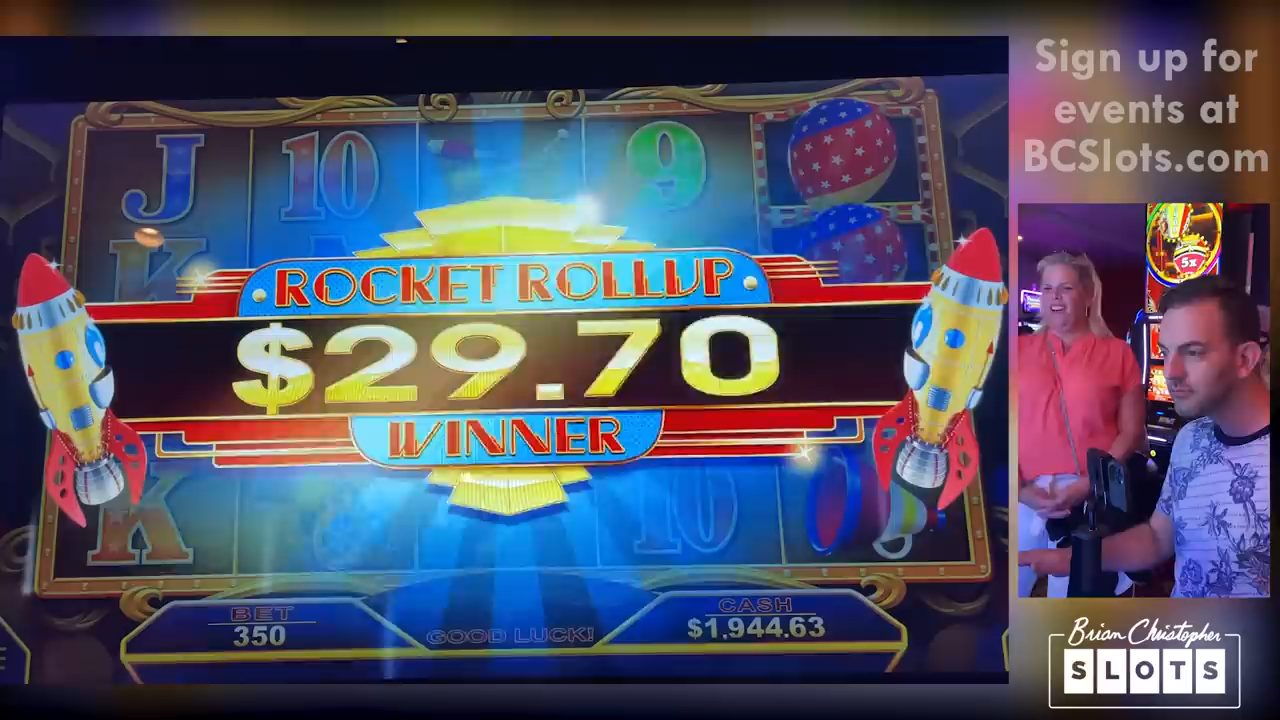 Sign up for
events at
BCSlots.com
J
10
9
K
ROCKET ROLLUP
$29.70
WINNER
5x
K
10
BET
350
GOOD LUCK!
CASH
$1,944.63
Brian Christopher
SLOTS